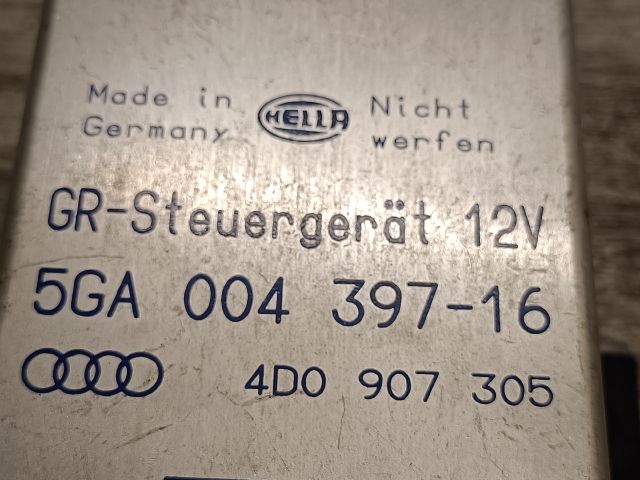 Made in Germany
HELLA
Nicht werfen
GR-Steuergerät 12V
5GA 004 397-16
4D0 907 305